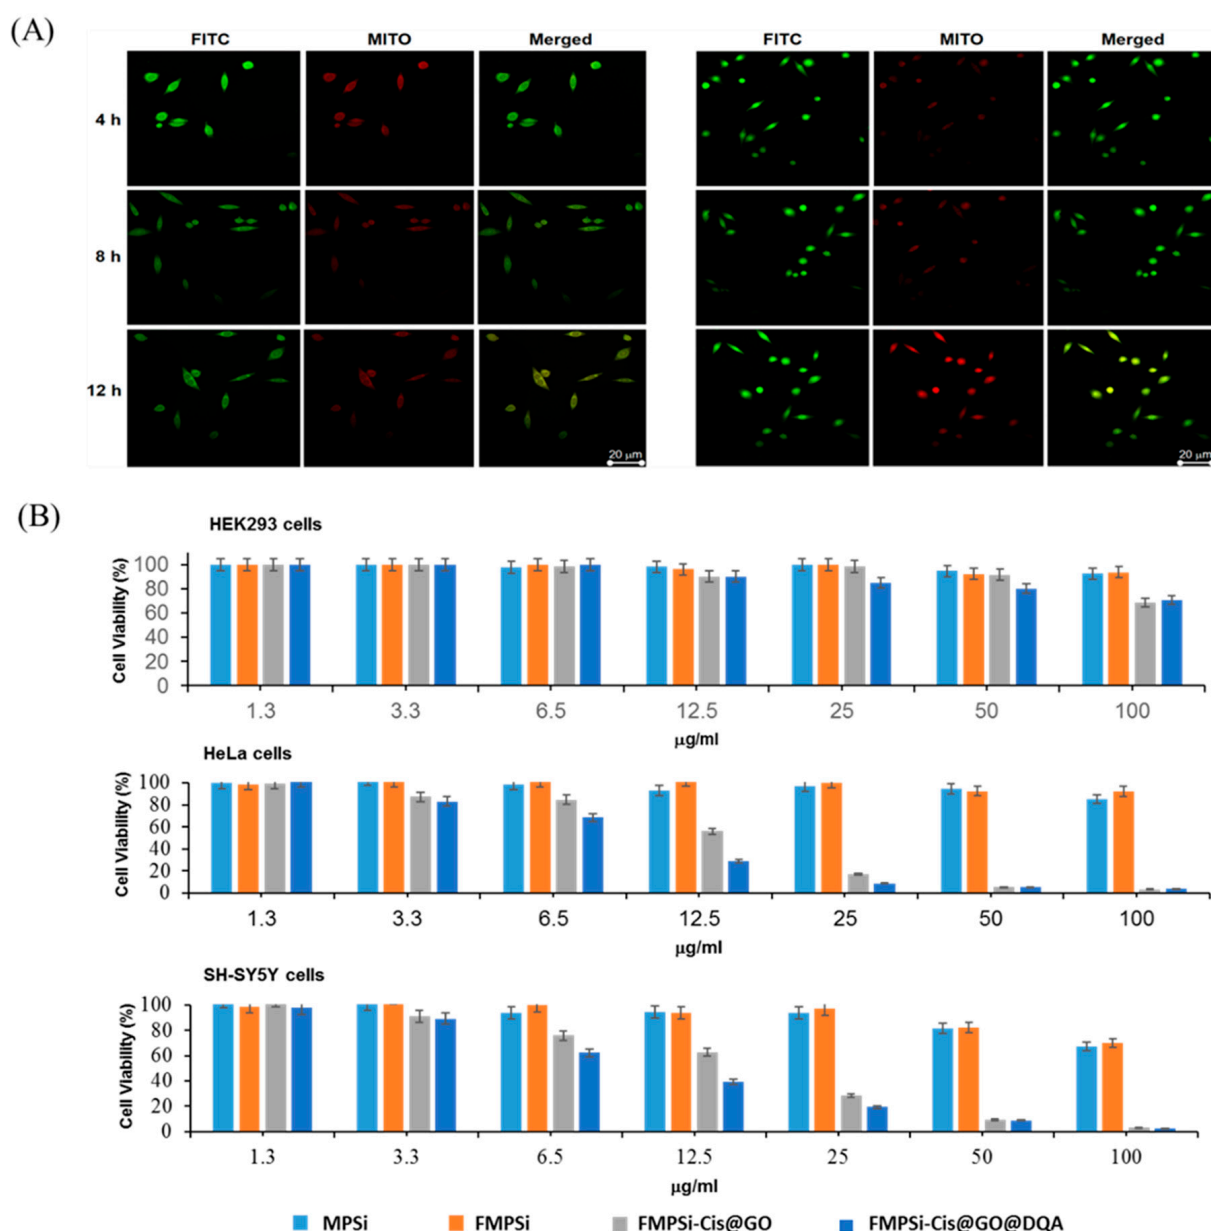 (A)
FITC MITO Merged FITC MITO Merged
4 h
8 h
12 h
20 μm 20 μm
(B)
HEK293 cells
Cell Viability (%)
100
80
60
40
20
0
1.3 3.3 6.5 12.5 25 50 100
μg/ml
HeLa cells
Cell Viability (%)
100
80
60
40
20
0
1.3 3.3 6.5 12.5 25 50 100
μg/ml
SH-SY5Y cells
Cell Viability (%)
100
80
60
40
20
0
1.3 3.3 6.5 12.5 25 50 100
μg/ml
MPSi FMPSi FMPSi-Cis@GO FMPSi-Cis@GO@DQA